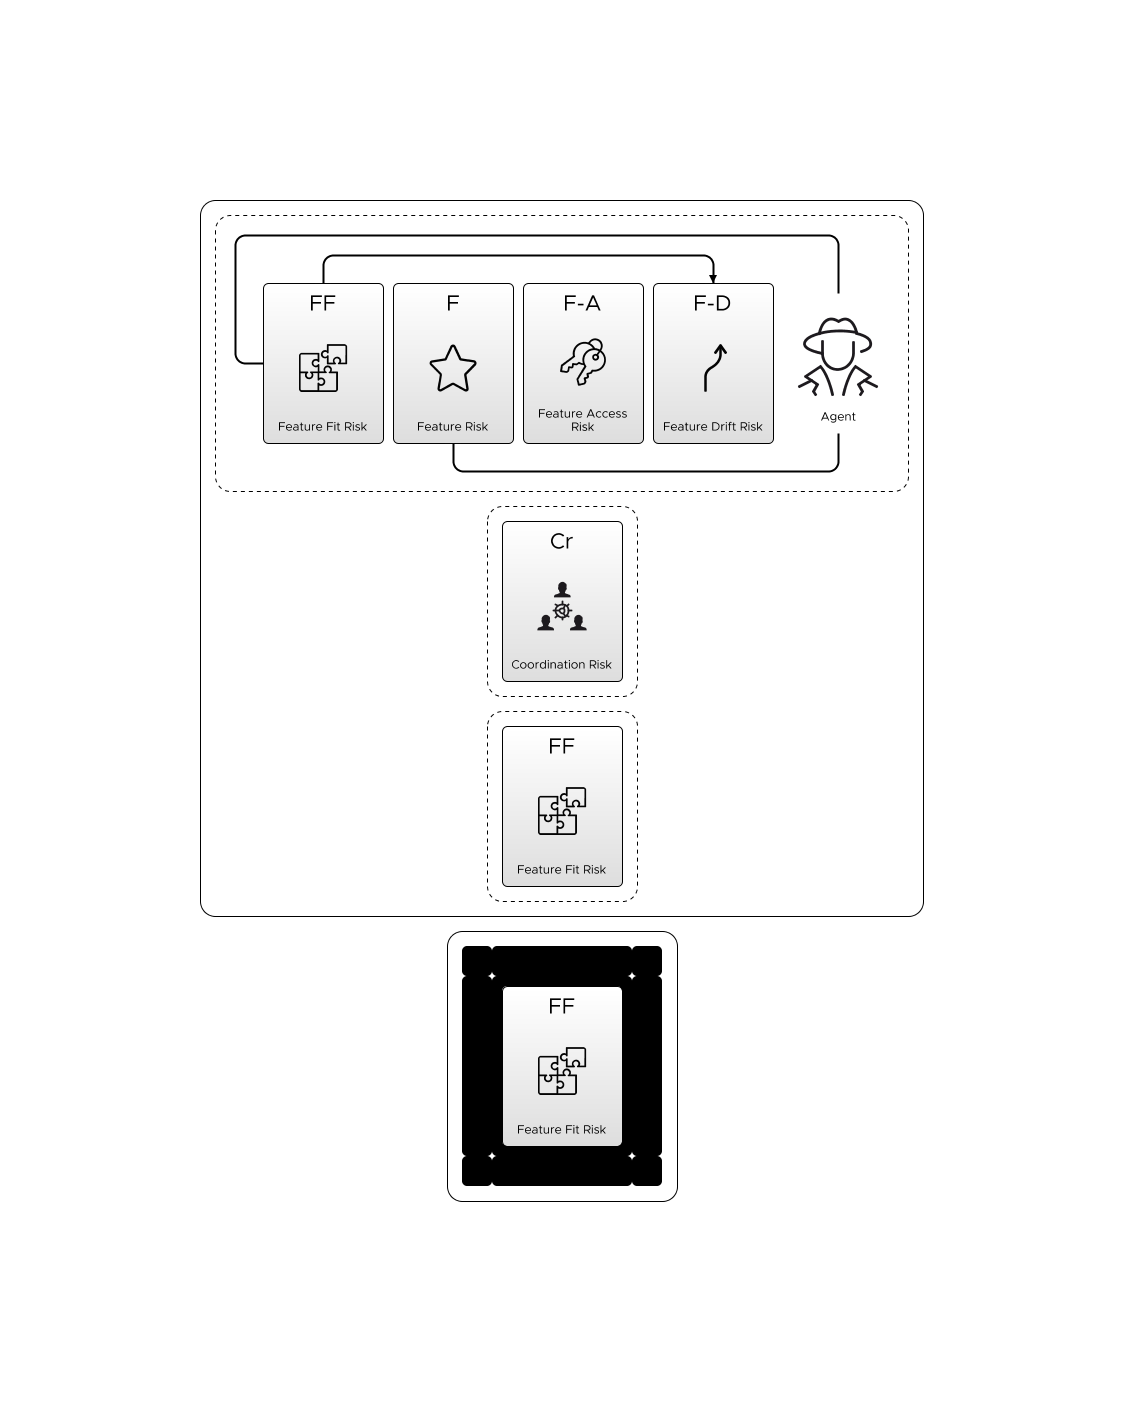 FF
F
F-A
F-D
Feature Fit Risk
Feature Risk
Feature Access
Risk
Feature Drift Risk
Agent
Cr
Coordination Risk
FF
Feature Fit Risk
FF
Feature Fit Risk